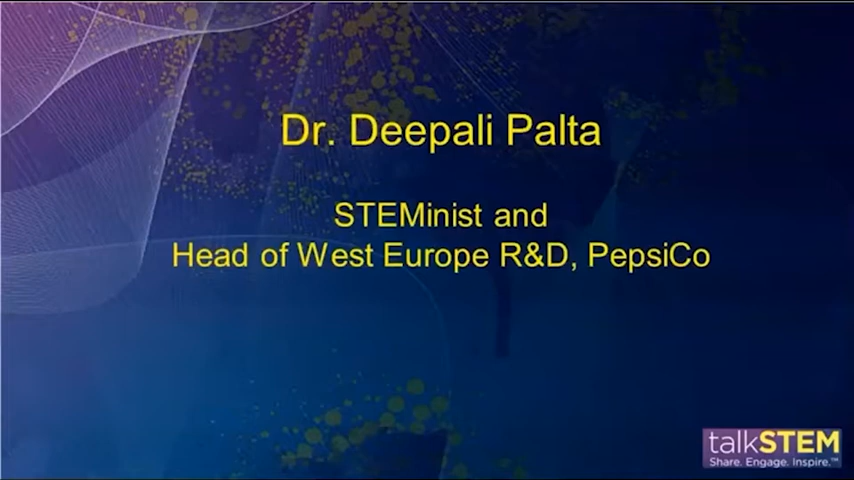 Dr. Deepali Palta
STEMinist and
Head of West Europe R&D, PepsiCo
talkSTEM
Share. Engage. Inspire.™